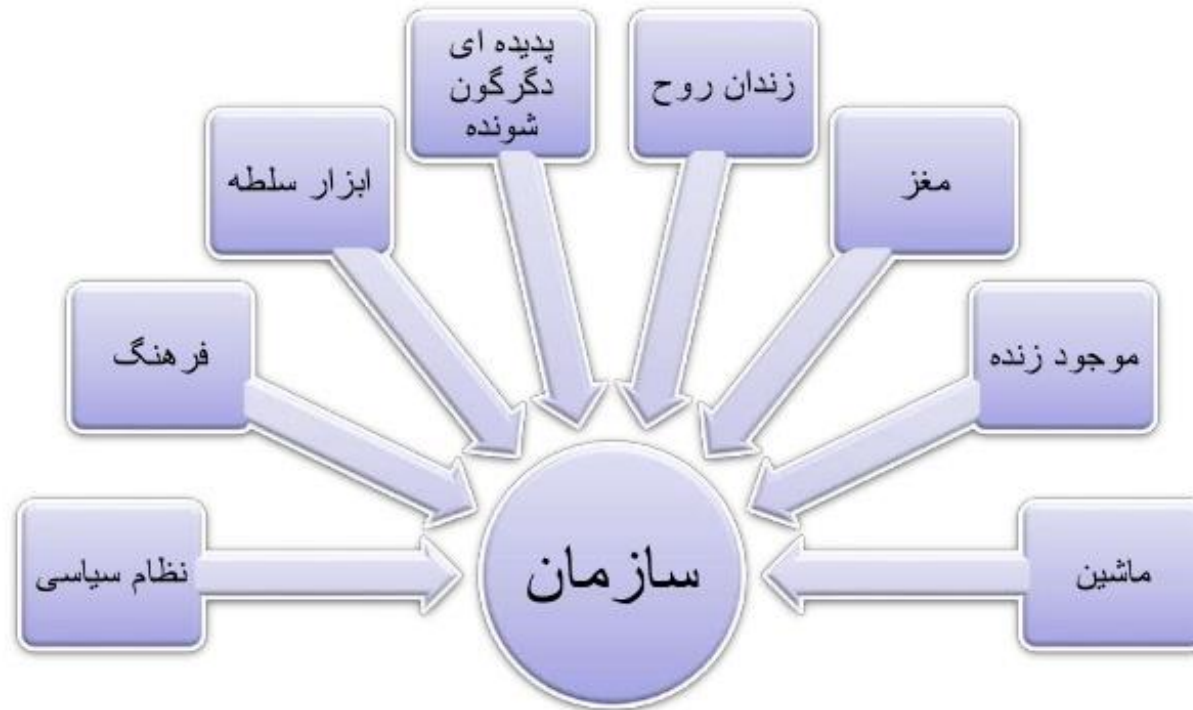 پدیده ای
دگرگون
شونده
زندان روح
ابزار سلطه
مغز
فرهنگ
موجود زنده
نظام سیاسی
سازمان
ماشین